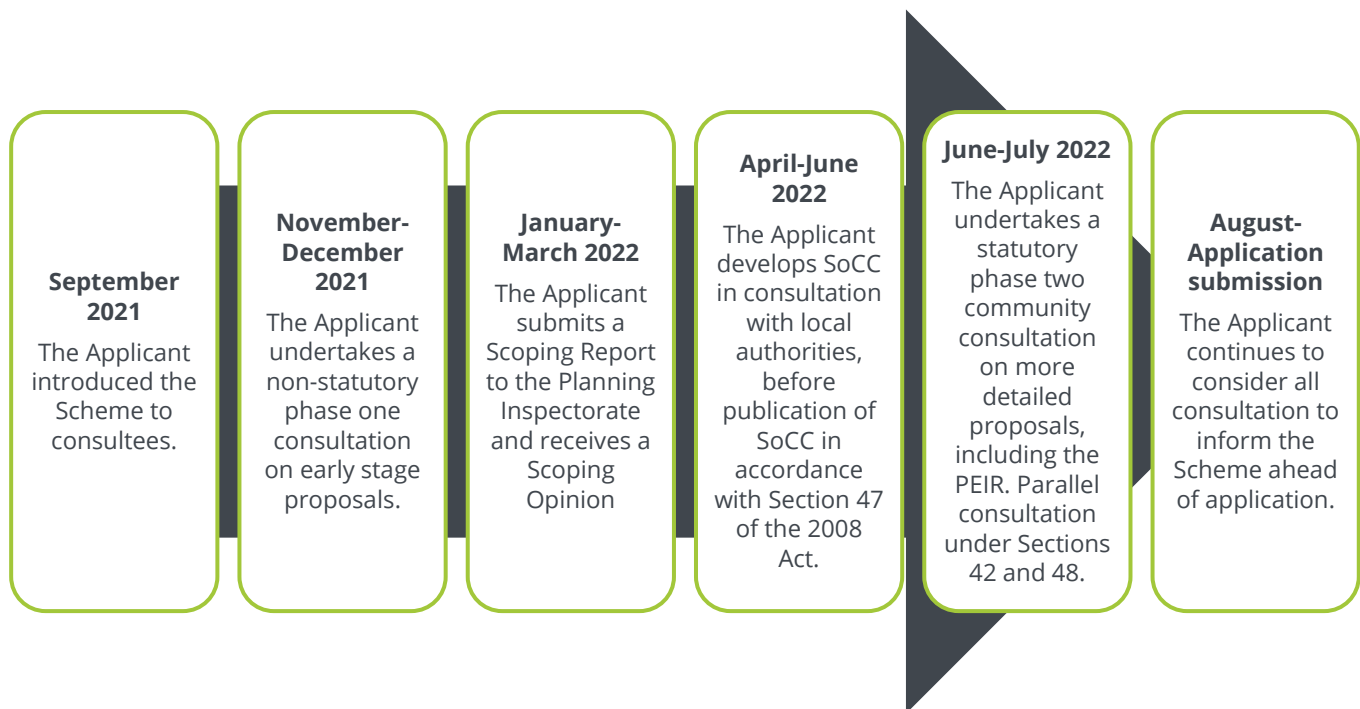 September
2021
The Applicant
introduced the
Scheme to
consultees.
November-
December
2021
The Applicant
undertakes a
non-statutory
phase one
consultation
on early stage
proposals.
January-
March 2022
The Applicant
submits a
Scoping Report
to the Planning
Inspectorate
and receives a
Scoping
Opinion
April-June
2022
The Applicant
develops SoCC
in consultation
with local
authorities,
before
publication of
SoCC in
accordance
with Section 47
of the 2008
Act.
June-July 2022
The Applicant
undertakes a
statutory
phase two
community
consultation
on more
detailed
proposals,
including the
PEIR. Parallel
consultation
under Sections
42 and 48.
August-
Application
submission
The Applicant
continues to
consider all
consultation to
inform the
Scheme ahead
of application.